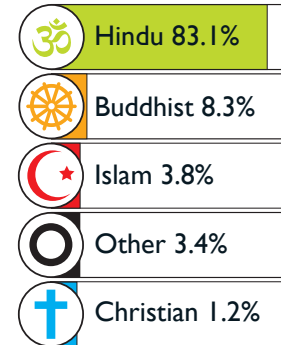 Hindu 83.1%
Buddhist 8.3%
Islam 3.8%
Other 3.4%
Christian 1.2%